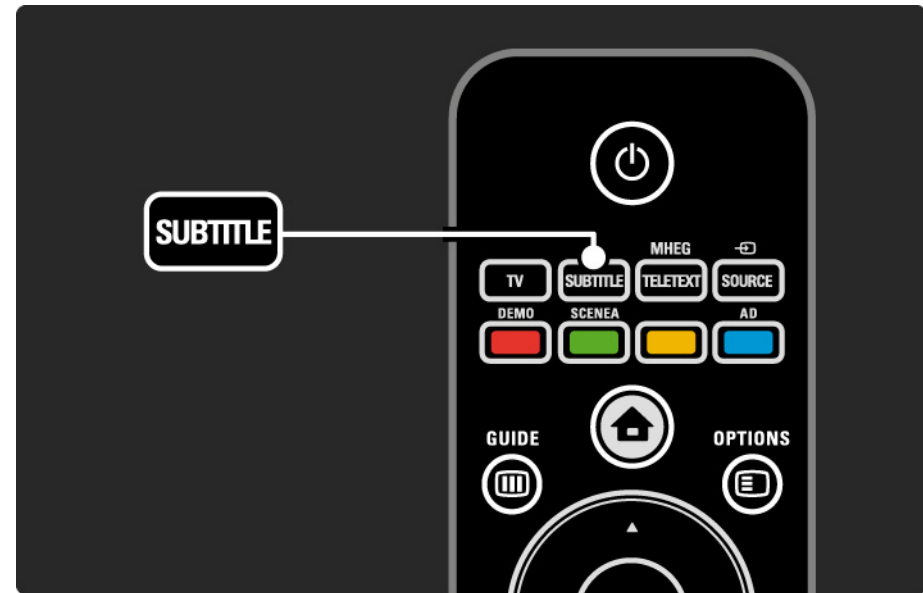 SUBTITLE
MHEG
TV SUBTITLE TELETEXT SOURCE
DEMO SCENEA AD
GUIDE OPTIONS